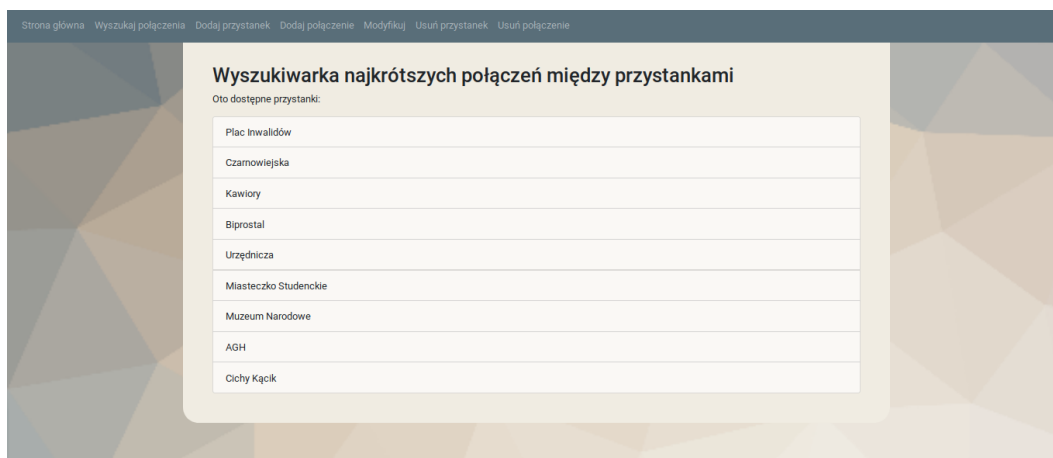 Strona główna Wyszukaj połączenia Dodaj przystanek Dodaj połączenie Modyfikuj Usuń przystanek Usuń połączenie
Wyszukiwarka najkrótszych połączeń między przystankami
Oto dostępne przystanki:
Plac Inwalidów
Czarnowiejska
Kawiory
Biprostal
Urzędnicza
Miasteczko Studenckie
Muzeum Narodowe
AGH
Cichy Kącik